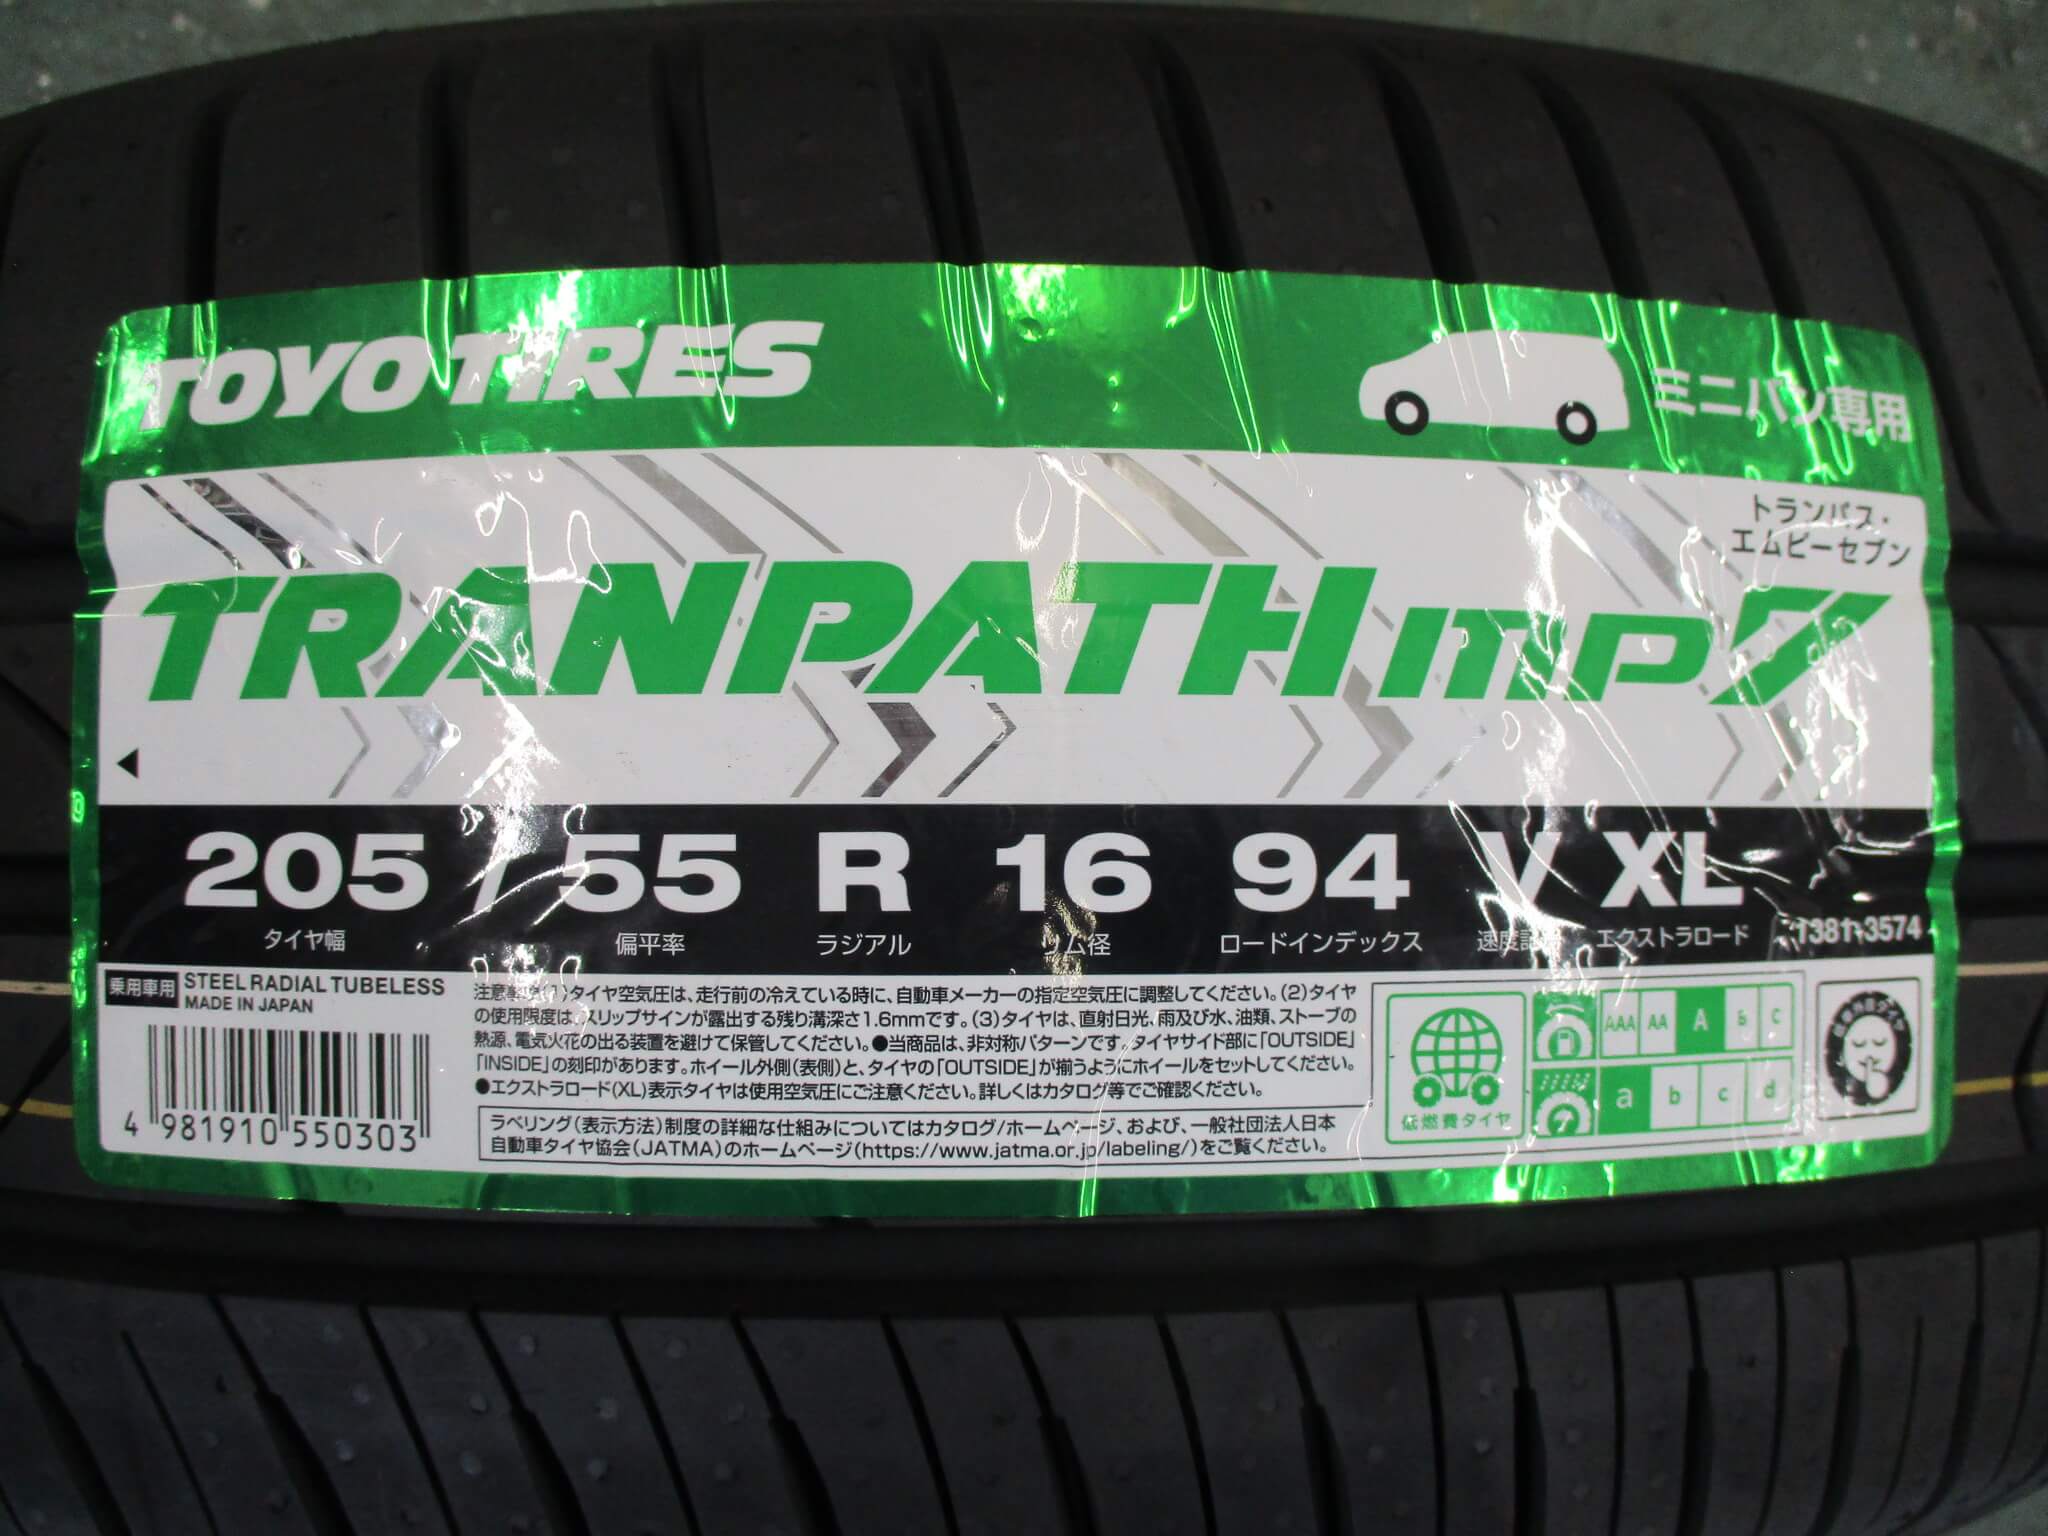 TOYO TIRES
ミニバン専用
トランパス・
エムピーセブン
TRANPATH mp7
205 / 55 R 16 94 V XL
タイヤ幅 偏平率 ラジアル リム径 ロードインデックス 速度記号 エクストラロード
乗用車用 STEEL RADIAL TUBELESS
MADE IN JAPAN
4 981910 550303
注意事項(1)タイヤ空気圧は、走行前の冷えている時に、自動車メーカーの指定空気圧に調整してください。(2)タイヤ
の使用限度は、スリップサインが露出する残り溝深さ1.6mmです。(3)タイヤは、直射日光、雨及び水、油類、ストーブの
熱源、電気火花の出る装置を避けて保管してください。●当商品は、非対称パターンです。タイヤサイド部に「OUTSIDE」
「INSIDE」の刻印があります。ホイール外側(表側)と、タイヤの「OUTSIDE」が揃うようにホイールをセットしてください。
●エクストラロード(XL)表示タイヤは使用空気圧にご注意ください。詳しくはカタログ等でご確認ください。
ラベリング(表示方法)制度の詳細な仕組みについてはカタログ/ホームページ、および、一般社団法人日本
自動車タイヤ協会(JATMA)のホームページ(https://www.jatma.or.jp/labeling/)をご覧ください。
低燃費タイヤ
AAA AA A B C
a b c d